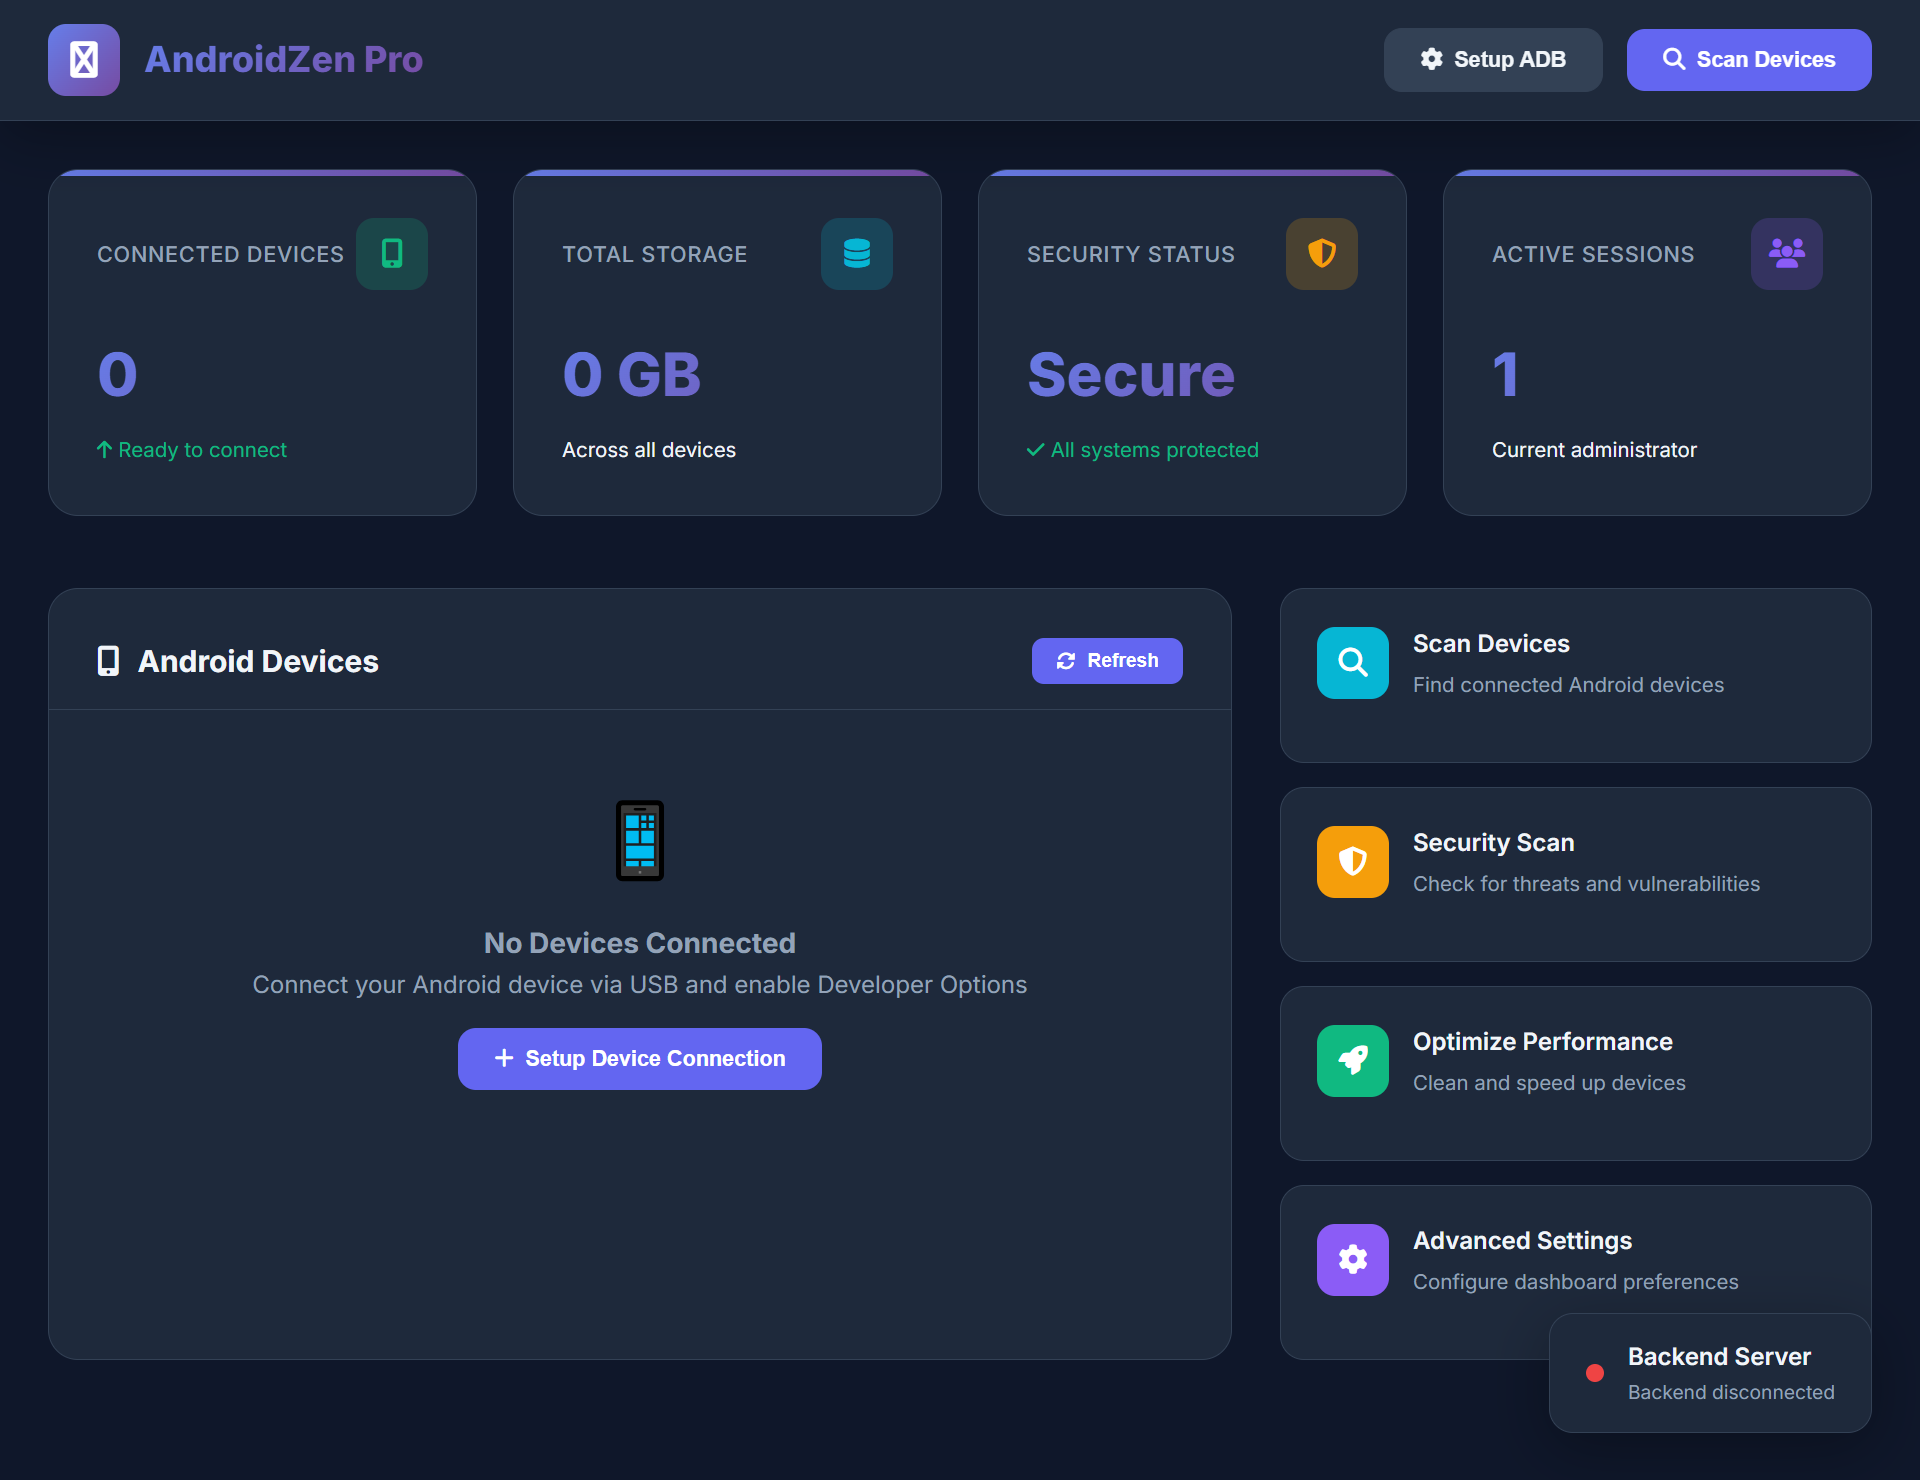 AndroidZen Pro
Setup ADB
Scan Devices
CONNECTED DEVICES
0
Ready to connect
TOTAL STORAGE
0 GB
Across all devices
SECURITY STATUS
Secure
All systems protected
ACTIVE SESSIONS
1
Current administrator
Android Devices
Refresh
No Devices Connected
Connect your Android device via USB and enable Developer Options
Setup Device Connection
Scan Devices
Find connected Android devices
Security Scan
Check for threats and vulnerabilities
Optimize Performance
Clean and speed up devices
Advanced Settings
Configure dashboard preferences
Backend Server
Backend disconnected